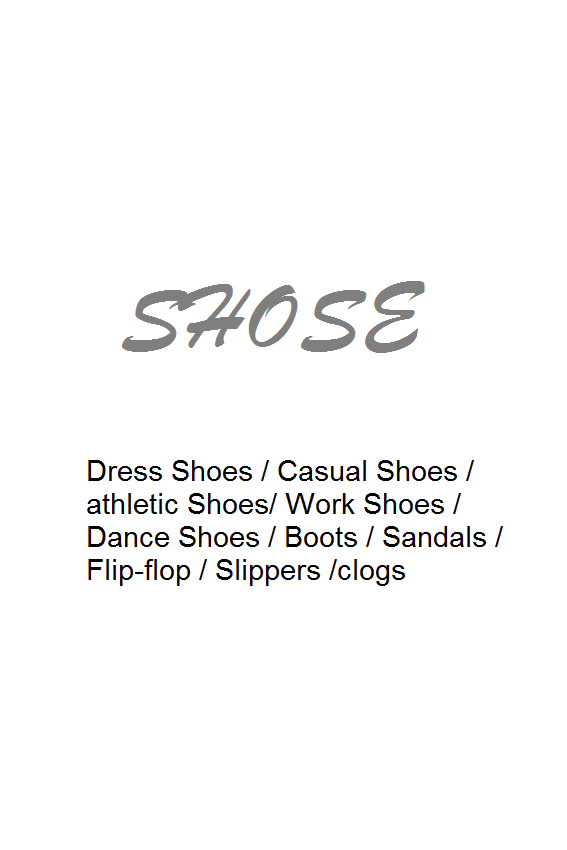 SHOSE
Dress Shoes / Casual Shoes /
athletic Shoes/ Work Shoes /
Dance Shoes / Boots / Sandals /
Flip-flop / Slippers /clogs